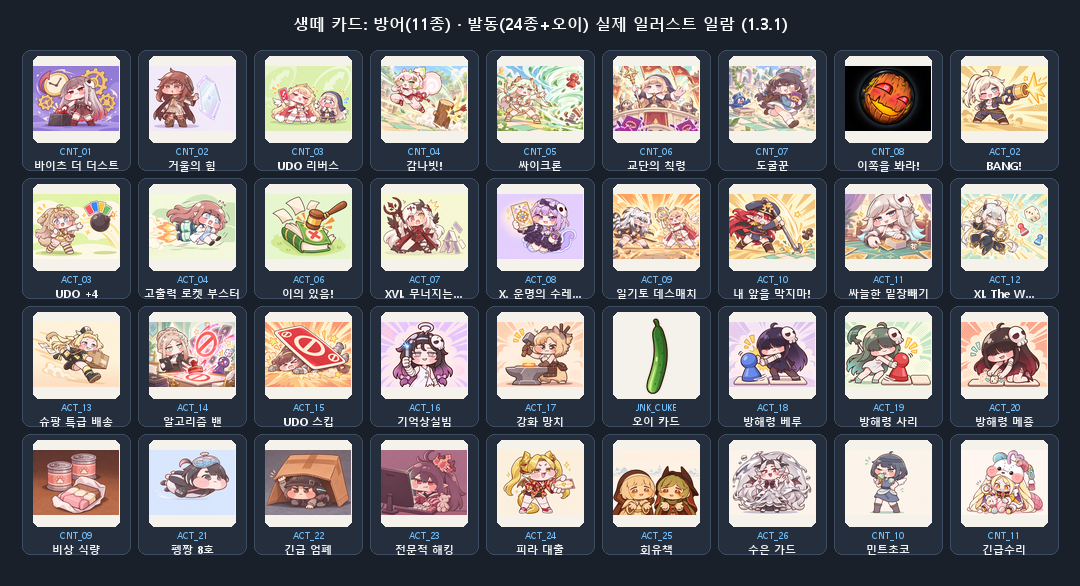 생떼 카드: 방어(11종) · 발동(24종+오이) 실제 일러스트 일람 (1.3.1)
CNT_01
바이츠 더 더스트
CNT_02
거울의 힘
CNT_03
UDO 리버스
CNT_04
감나빗!
CNT_05
싸이크론
CNT_06
교단의 칙령
CNT_07
도굴꾼
CNT_08
이쪽을 봐라!
ACT_02
BANG!
ACT_03
UDO +4
ACT_04
고출력 로켓 부스터
ACT_06
이의 있음!
ACT_07
XVI. 무너지는...
ACT_08
X. 운명의 수레...
ACT_09
일기토 데스매치
ACT_10
내 앞을 막지마!
ACT_11
싸늘한 밑장빼기
ACT_12
XI. The W...
ACT_13
슈팡 특급 배송
ACT_14
알고리즘 밴
ACT_15
UDO 스킵
ACT_16
기억상실빔
ACT_17
강화 망치
JNK_CUKE
오이 카드
ACT_18
방해령 베루
ACT_19
방해령 사리
ACT_20
방해령 메죵
CNT_09
비상 식량
ACT_21
펭짱 8호
ACT_22
긴급 엄폐
ACT_23
전문적 해킹
ACT_24
피라 대출
ACT_25
회유책
ACT_26
수은 가드
CNT_10
민트초코
CNT_11
긴급수리